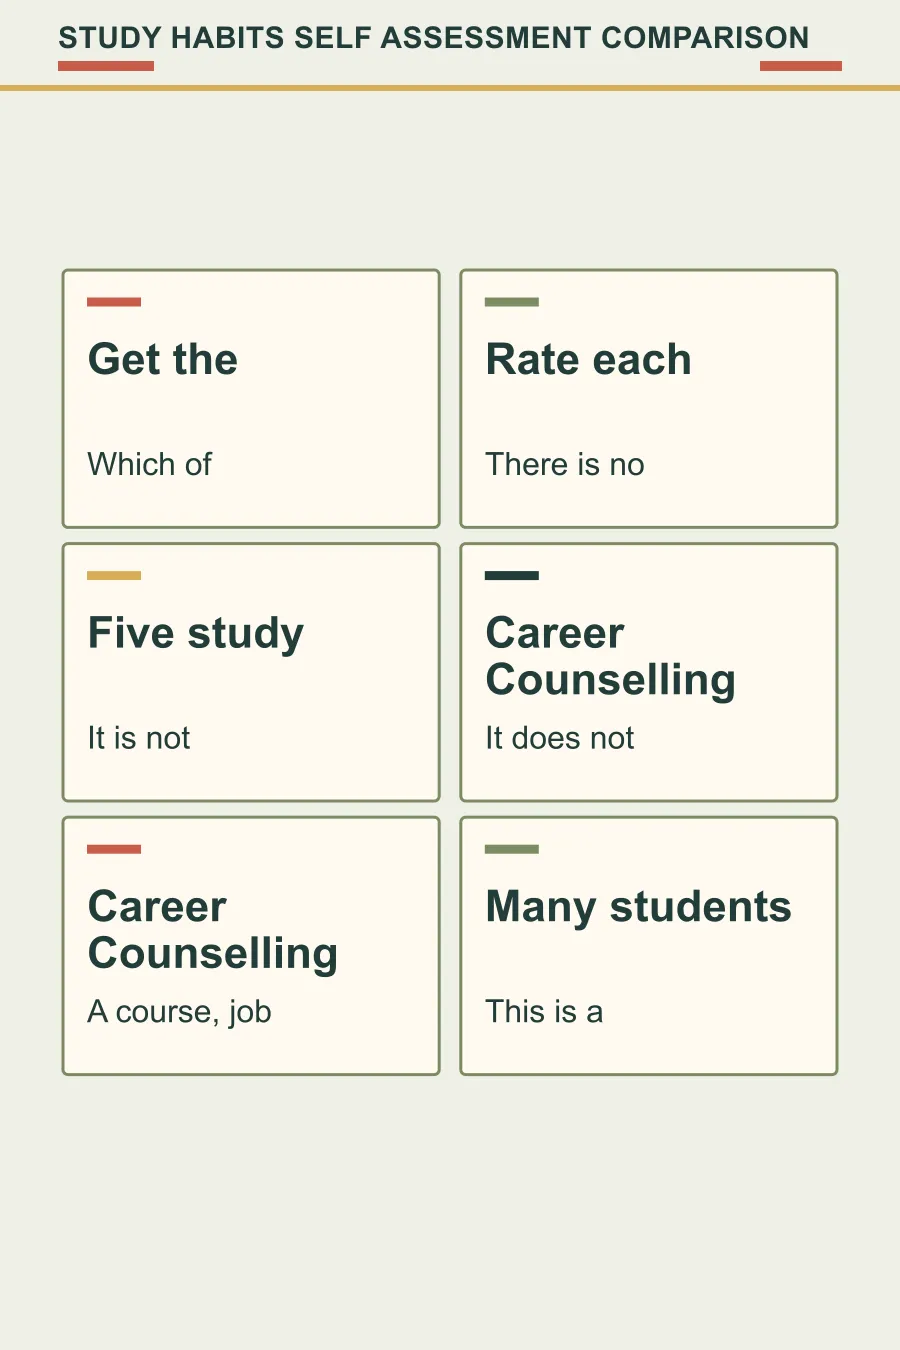 STUDY HABITS SELF ASSESSMENT COMPARISON
Get the
Which of
Rate each
There is no
Five study
It is not
Career
Counselling
It does not
Career
Counselling
A course, job
Many students
This is a